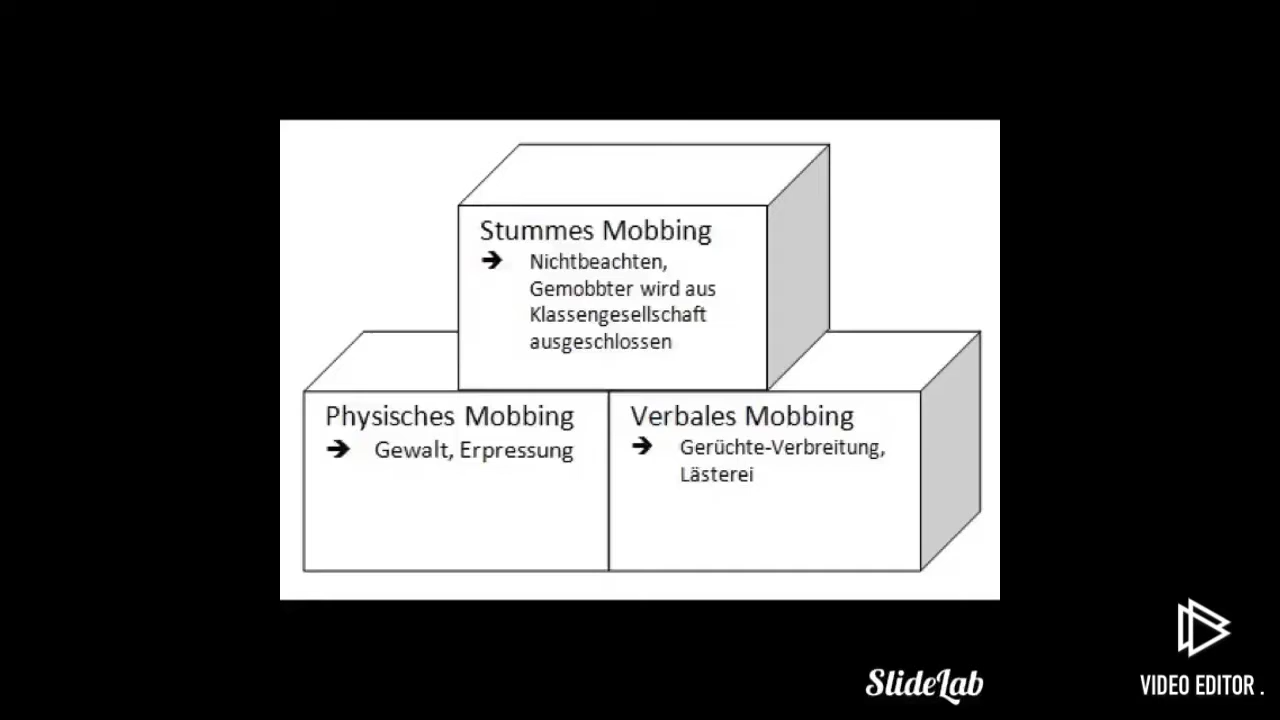 Stummes Mobbing
➔ Nichtbeachten,
Gemobbter wird aus
Klassengesellschaft
ausgeschlossen
Physisches Mobbing
➔ Gewalt, Erpressung
Verbales Mobbing
➔ Gerüchte-Verbreitung,
Lästerei
SlideLab
VIDEO EDITOR .